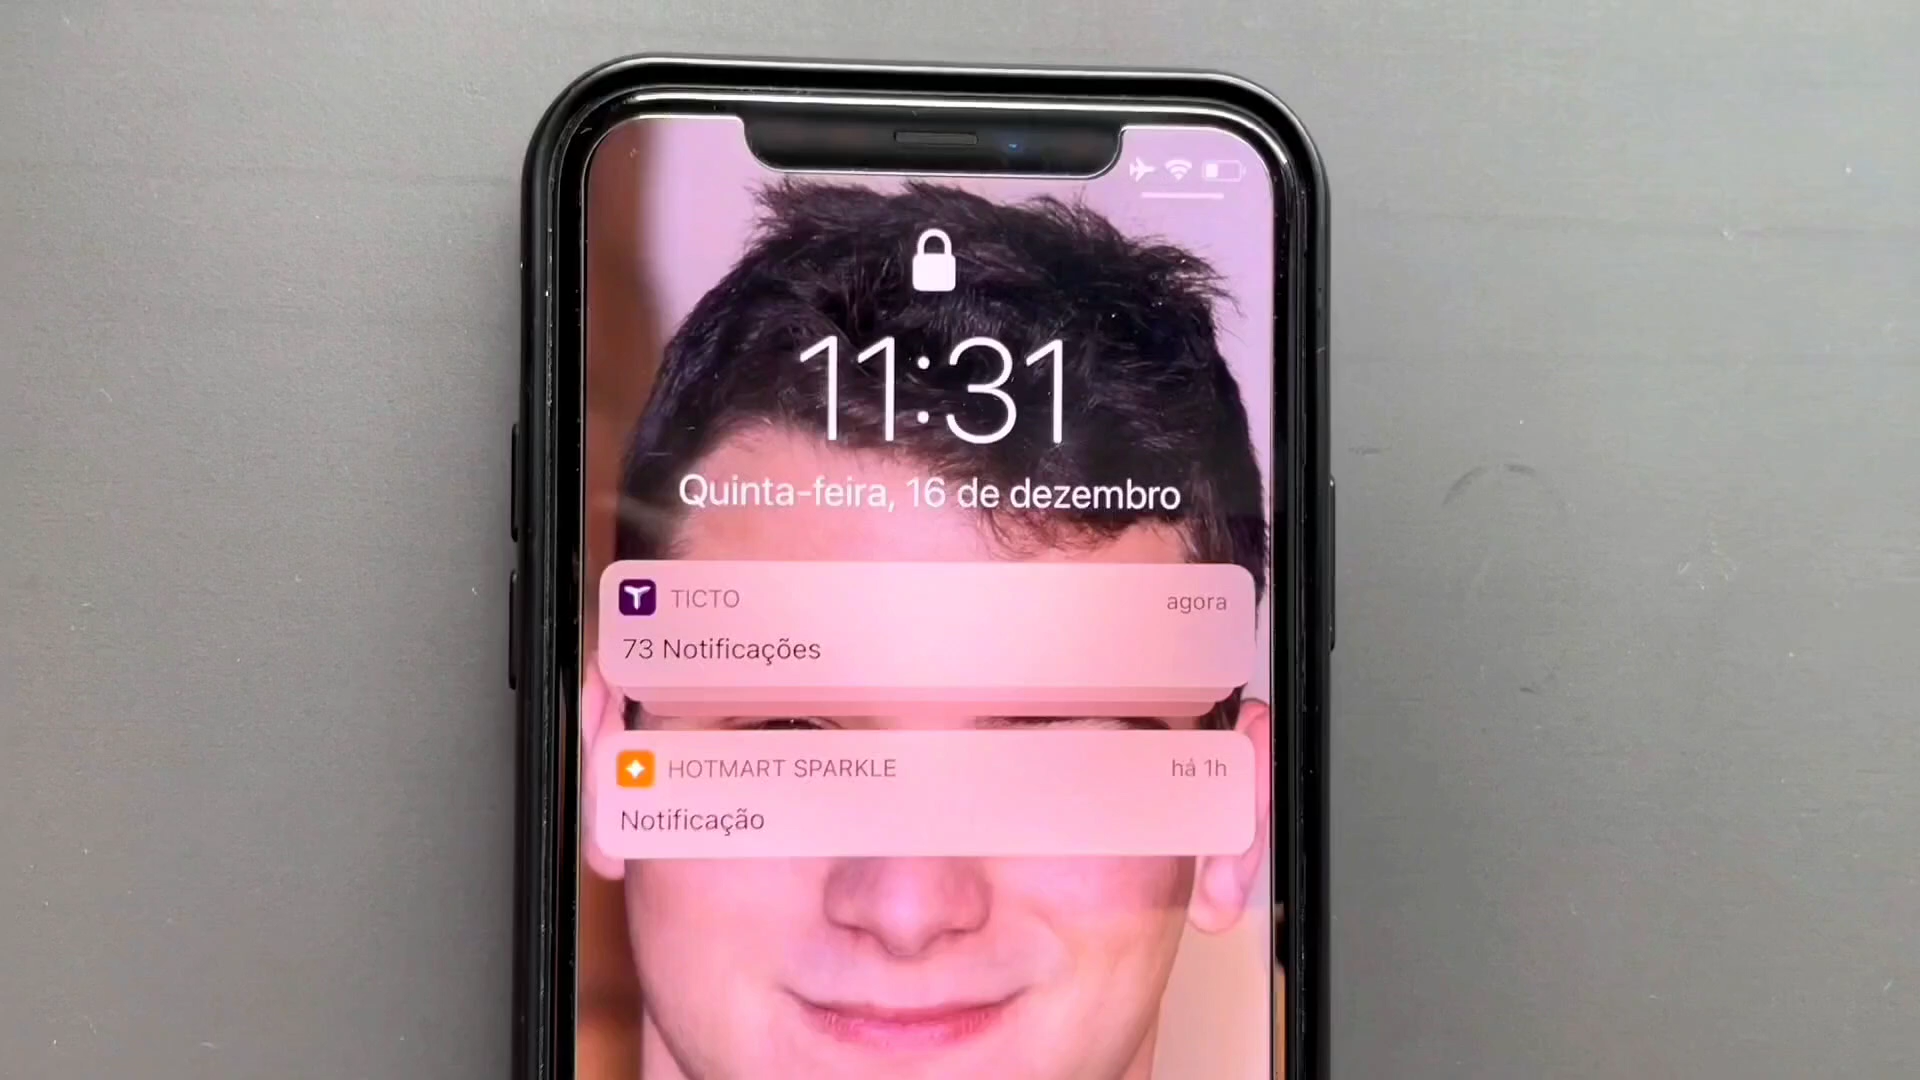 11:31
Quinta-feira, 16 de dezembro
TICTO
agora
73 Notificações
HOTMART SPARKLE
há 1h
Notificação